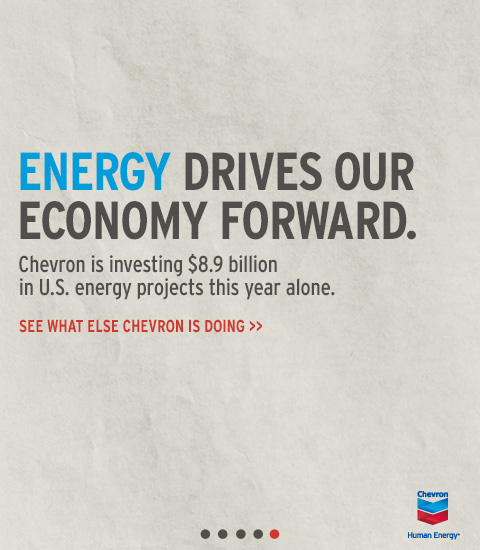 ENERGY DRIVES OUR
ECONOMY FORWARD.
Chevron is investing $8.9 billion
in U.S. energy projects this year alone.
SEE WHAT ELSE CHEVRON IS DOING >>
Chevron
Human Energy®